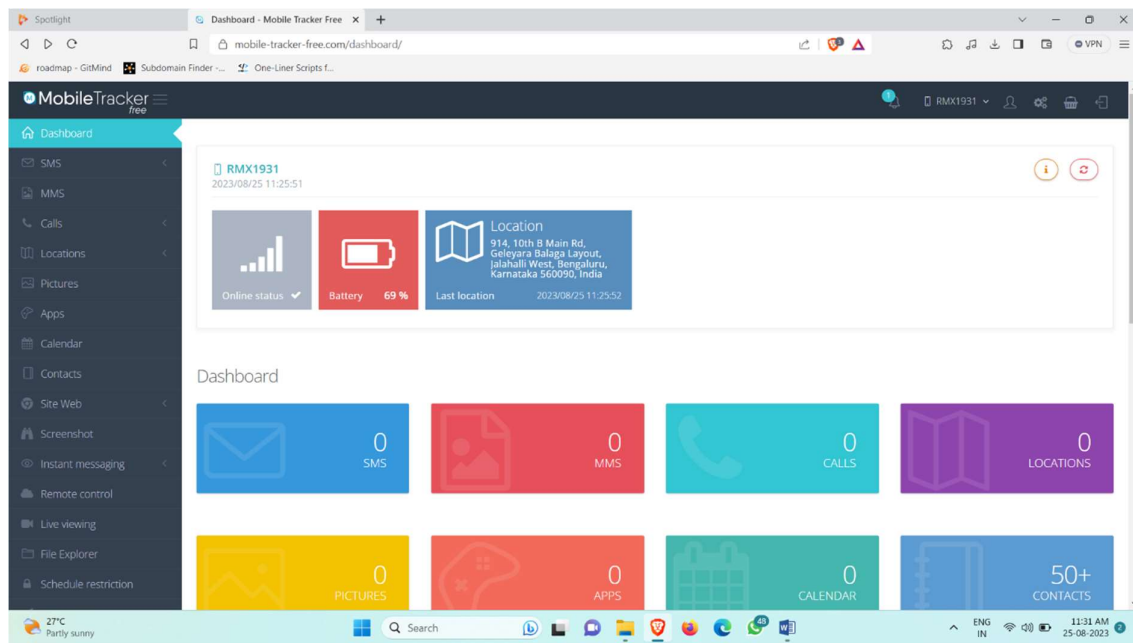 Spotlight
Dashboard - Mobile Tracker Free
mobile-tracker-free.com/dashboard/
VPN
roadmap - GitMind
Subdomain Finder -...
One-Liner Scripts f...
MobileTracker
free
1
RMX1931
Dashboard
SMS
MMS
Calls
Locations
Pictures
Apps
Calendar
Contacts
Site Web
Screenshot
Instant messaging
Remote control
Live viewing
File Explorer
Schedule restriction
RMX1931
2023/08/25 11:25:51
Online status
Battery 69 %
Location
914, 10th B Main Rd,
Geleyara Balaga Layout,
Jalahalli West, Bengaluru,
Karnataka 560090, India
Last location 2023/08/25 11:25:52
Dashboard
0
SMS
0
MMS
0
CALLS
0
LOCATIONS
0
PICTURES
0
APPS
0
CALENDAR
50+
CONTACTS
27°C
Partly sunny
Search
48
ENG
IN
11:31 AM
25-08-2023
2